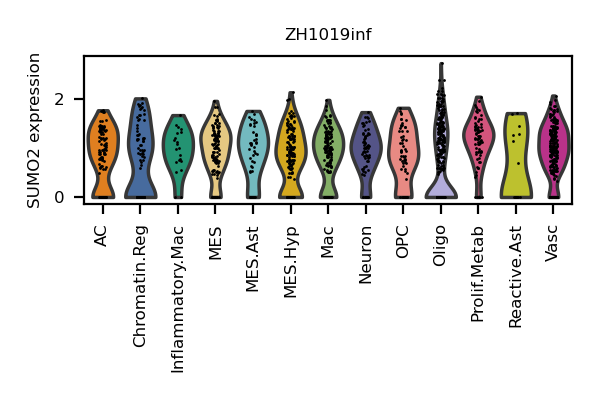 ZH1019inf
SUMO2 expression
2
0
AC
Chromatin.Reg
Inflammatory.Mac
MES
MES.Ast
MES.Hyp
Mac
Neuron
OPC
Oligo
Prolif.Metab
Reactive.Ast
Vasc